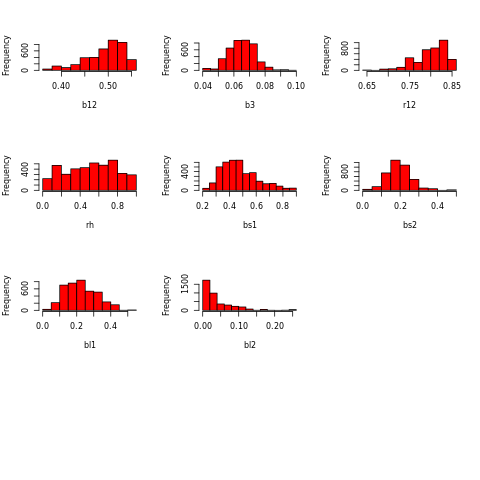 Frequency
0 600
0.40 0.50
b12
Frequency
0 600
0.04 0.06 0.08 0.10
b3
Frequency
0 800
0.65 0.75 0.85
r12
Frequency
0 400
0.0 0.4 0.8
rh
Frequency
0 400
0.2 0.4 0.6 0.8
bs1
Frequency
0 800
0.0 0.2 0.4
bs2
Frequency
0 600
0.0 0.2 0.4
bl1
Frequency
0 1500
0.00 0.10 0.20
bl2